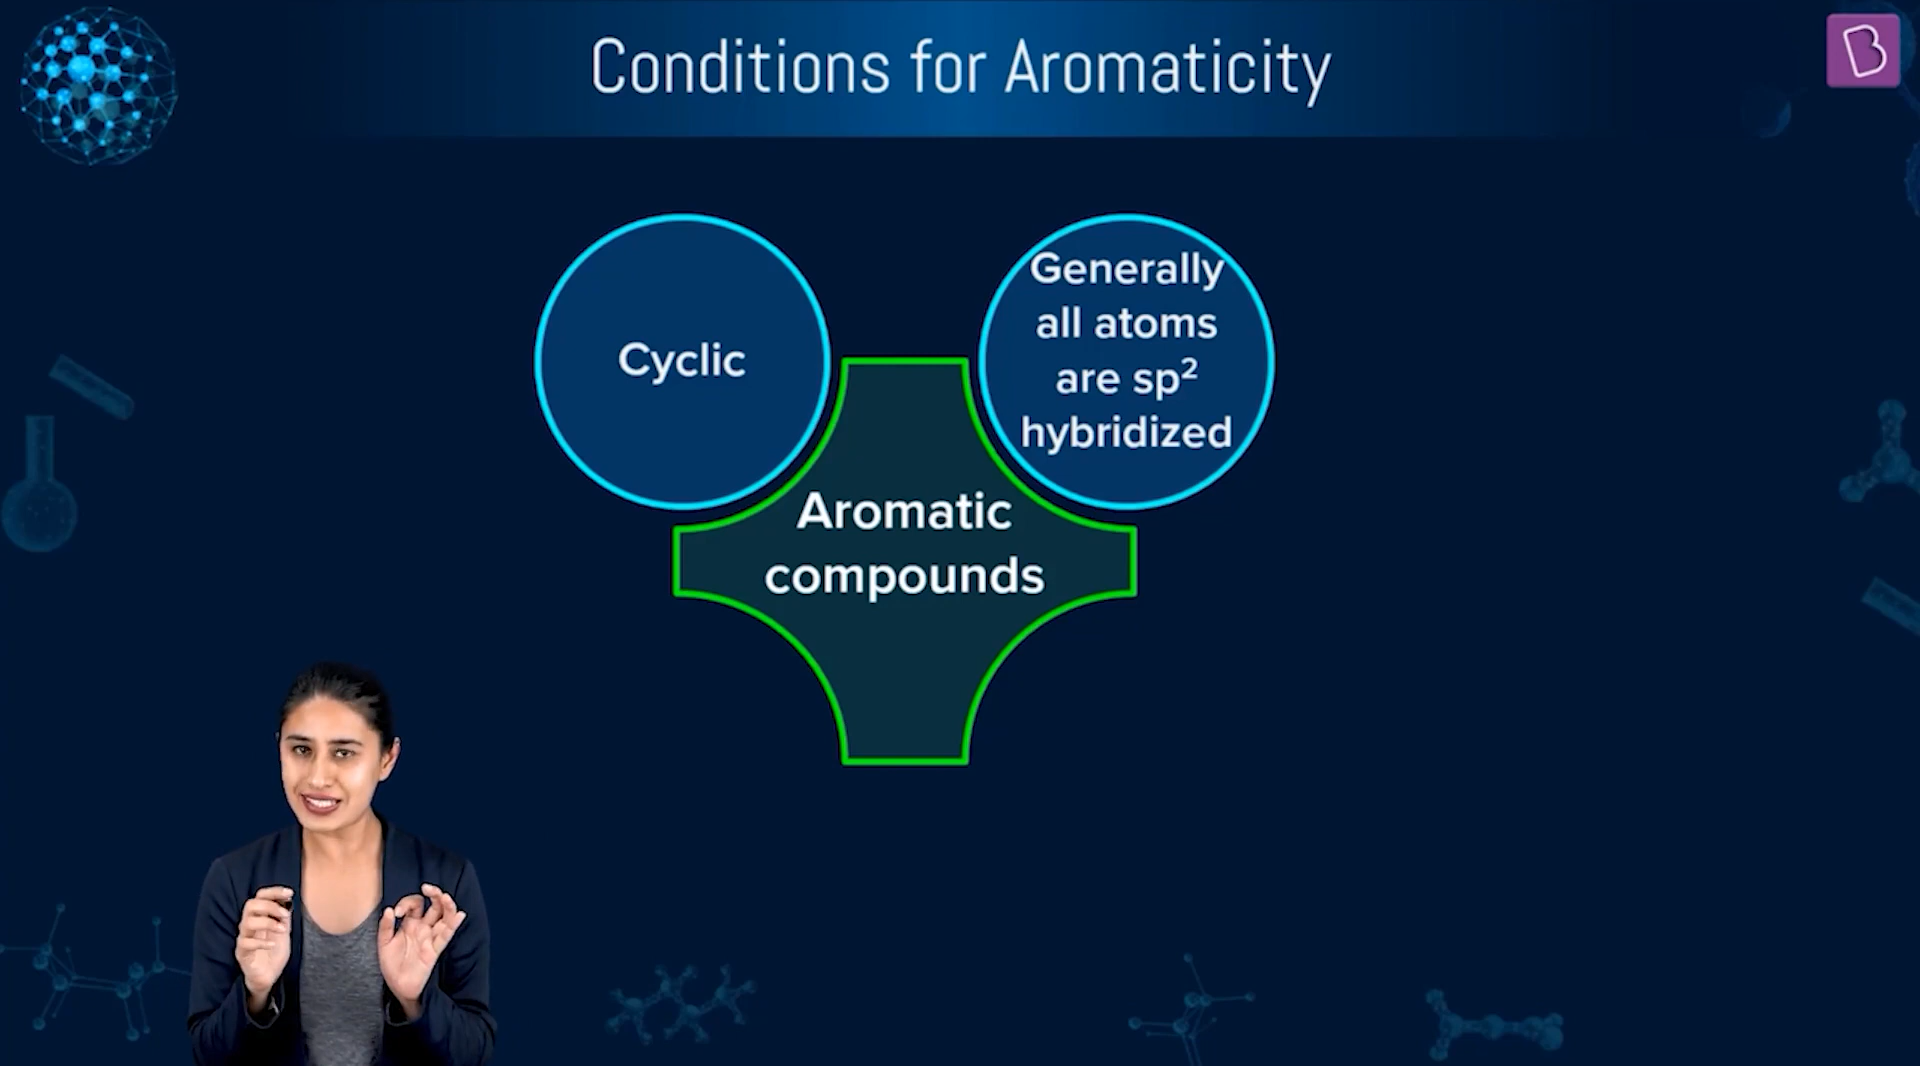 Conditions for Aromaticity
B
Cyclic
Generally
all atoms
are sp²
hybridized
Aromatic
compounds